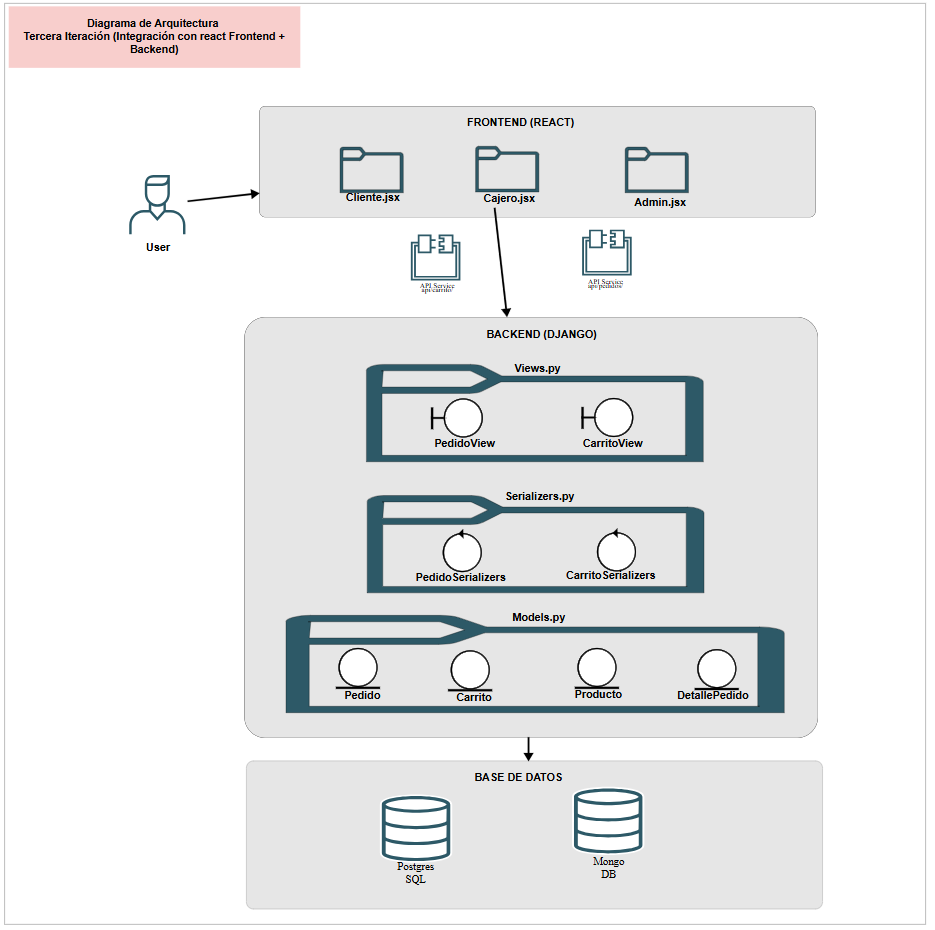 Diagrama de Arquitectura
Tercera Iteración (Integración con react Frontend +
Backend)
FRONTEND (REACT)
Cliente.jsx
Cajero.jsx
Admin.jsx
User
API Service
api/carrito/
API Service
api/pedidos/
BACKEND (DJANGO)
Views.py
PedidoView
CarritoView
Serializers.py
PedidoSerializers
CarritoSerializers
Models.py
Pedido
Carrito
Producto
DetallePedido
BASE DE DATOS
Postgres
SQL
Mongo
DB